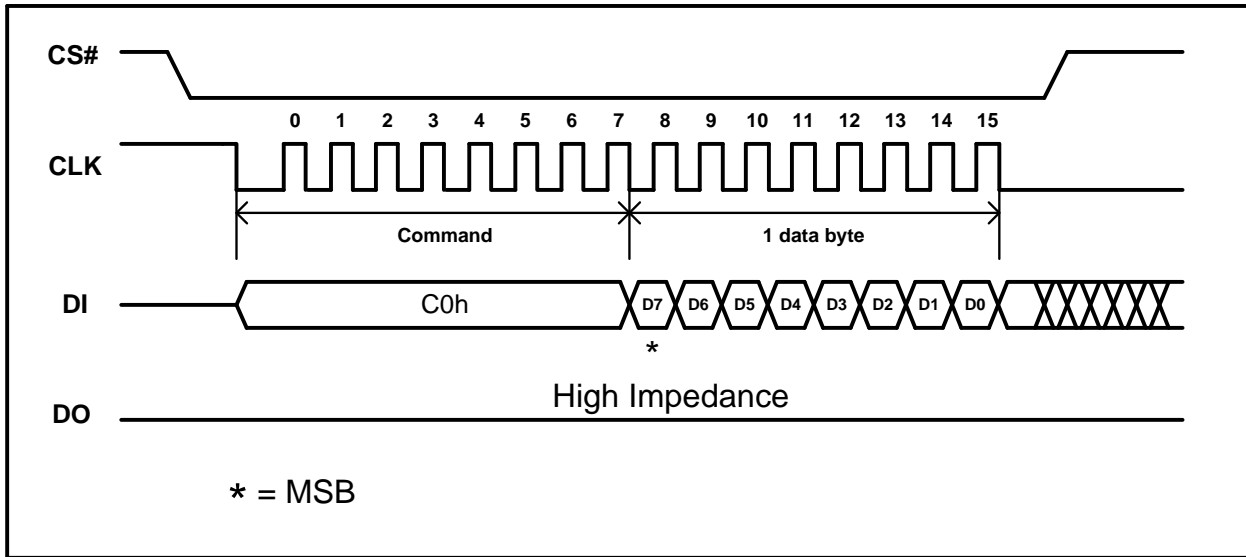 CS#
0 1 2 3 4 5 6 7 8 9 10 11 12 13 14 15
CLK
Command 1 data byte
DI C0h D7 D6 D5 D4 D3 D2 D1 D0
*
High Impedance
DO
* = MSB